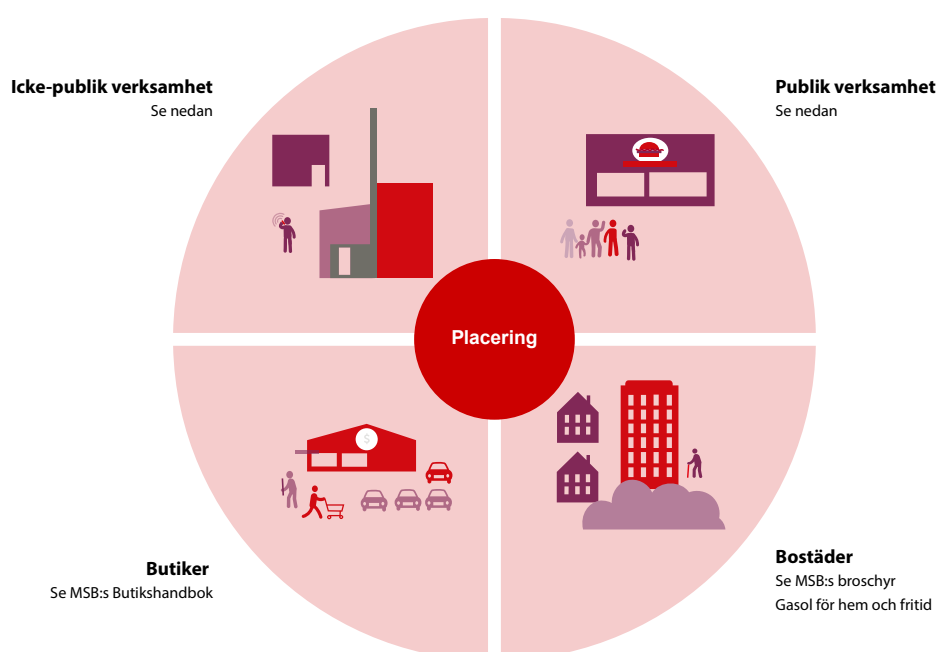 Icke-publik verksamhet
Se nedan
Publik verksamhet
Se nedan
Placering
$
Butiker
Se MSB:s Butikshandbok
Bostäder
Se MSB:s broschyr
Gasol för hem och fritid